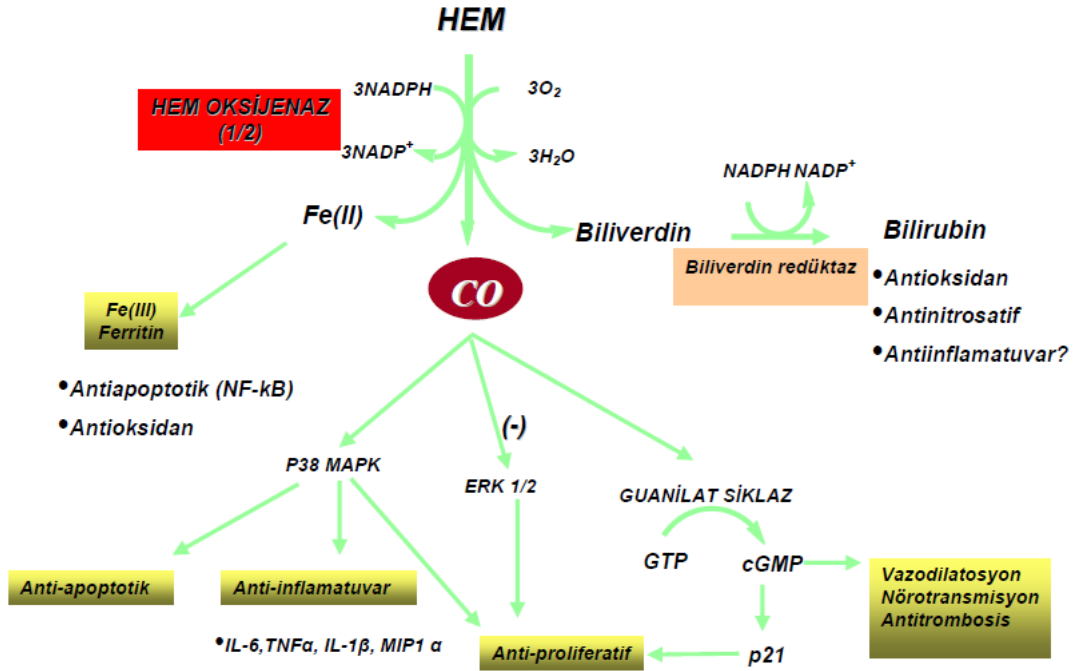 HEM
3NADPH
3O₂
HEM OKSİJENAZ
(1/2)
3NADP⁺
3H₂O
NADPH NADP⁺
Fe(II)
Biliverdin
Bilirubin
Biliverdin redüktaz
•Antioksidan
•Antinitrosatif
•Antiinflamatuvar?
CO
Fe(III)
Ferritin
•Antiapoptotik (NF-kB)
•Antioksidan
(-)
P38 MAPK
ERK 1/2
GUANİLAT SİKLAZ
GTP
cGMP
Anti-apoptotik
Anti-inflamatuvar
Vazodilatosyon
Nörotransmisyon
Antitrombosis
•IL-6,TNFα, IL-1β, MIP1 α
Anti-proliferatif
p21